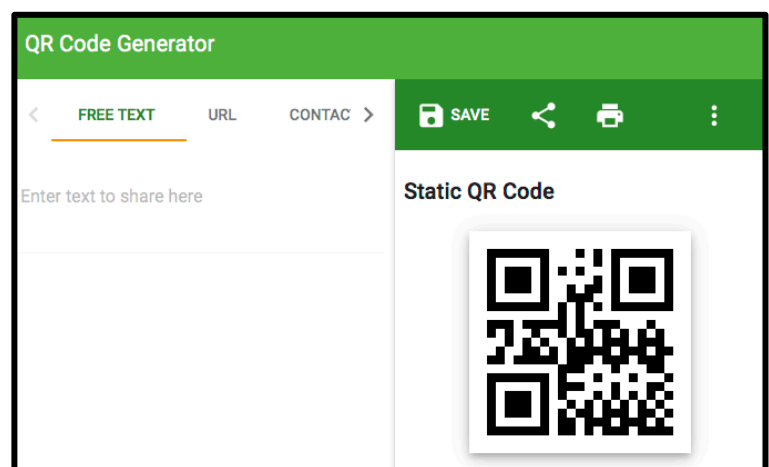 QR Code Generator
FREE TEXT URL CONTAC
SAVE
Enter text to share here
Static QR Code